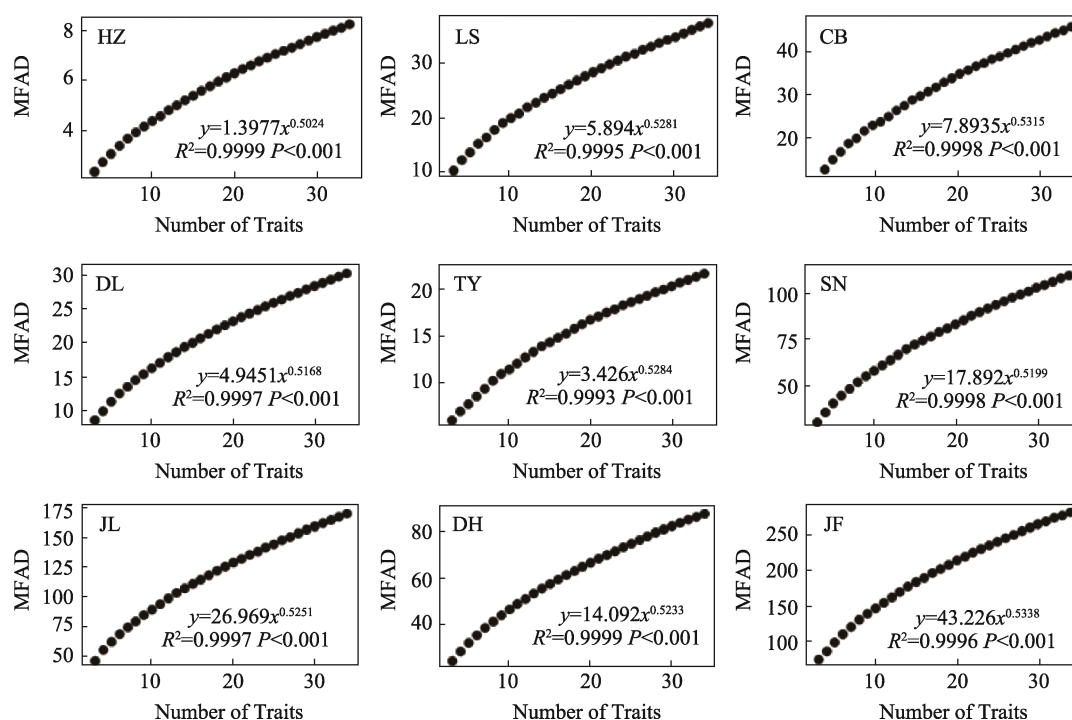 HZ
MFAD
8
6
4
y=1.3977x^0.5024
R²=0.9999 P<0.001
10 20 30
Number of Traits
LS
MFAD
30
20
10
y=5.894x^0.5281
R²=0.9995 P<0.001
10 20 30
Number of Traits
CB
MFAD
40
30
20
y=7.8935x^0.5315
R²=0.9998 P<0.001
10 20 30
Number of Traits
DL
MFAD
30
25
20
15
10
y=4.9451x^0.5168
R²=0.9997 P<0.001
10 20 30
Number of Traits
TY
MFAD
20
15
10
y=3.426x^0.5284
R²=0.9993 P<0.001
10 20 30
Number of Traits
SN
MFAD
100
75
50
y=17.892x^0.5199
R²=0.9998 P<0.001
10 20 30
Number of Traits
JL
MFAD
175
150
125
100
75
50
y=26.969x^0.5251
R²=0.9997 P<0.001
10 20 30
Number of Traits
DH
MFAD
80
60
40
y=14.092x^0.5233
R²=0.9999 P<0.001
10 20 30
Number of Traits
JF
MFAD
250
200
150
100
y=43.226x^0.5338
R²=0.9996 P<0.001
10 20 30
Number of Traits